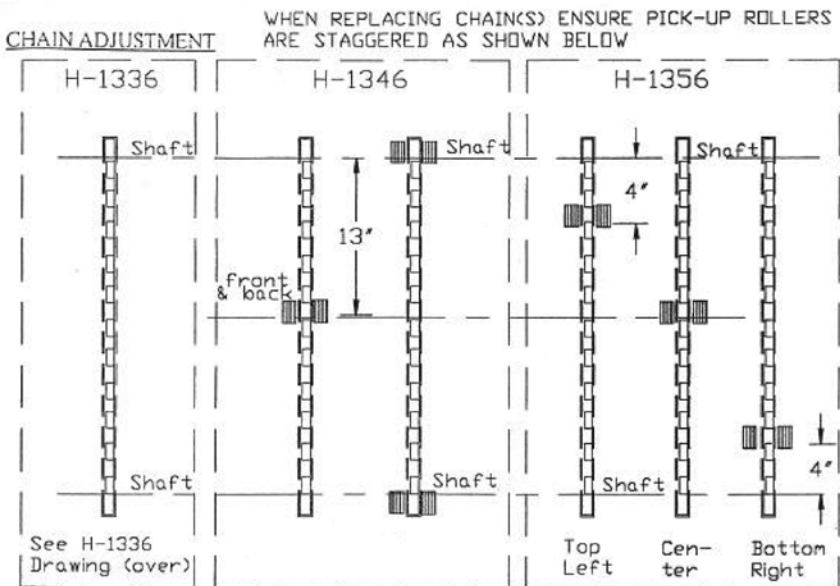 CHAIN ADJUSTMENT
WHEN REPLACING CHAIN(S) ENSURE PICK-UP ROLLERS
ARE STAGGERED AS SHOWN BELOW
H-1336
Shaft
Shaft
See H-1336
Drawing (over)
H-1346
Shaft
13"
front
& back
Shaft
H-1356
Shaft
4"
4"
Shaft
Top
Left
Cen-
ter
Bottom
Right